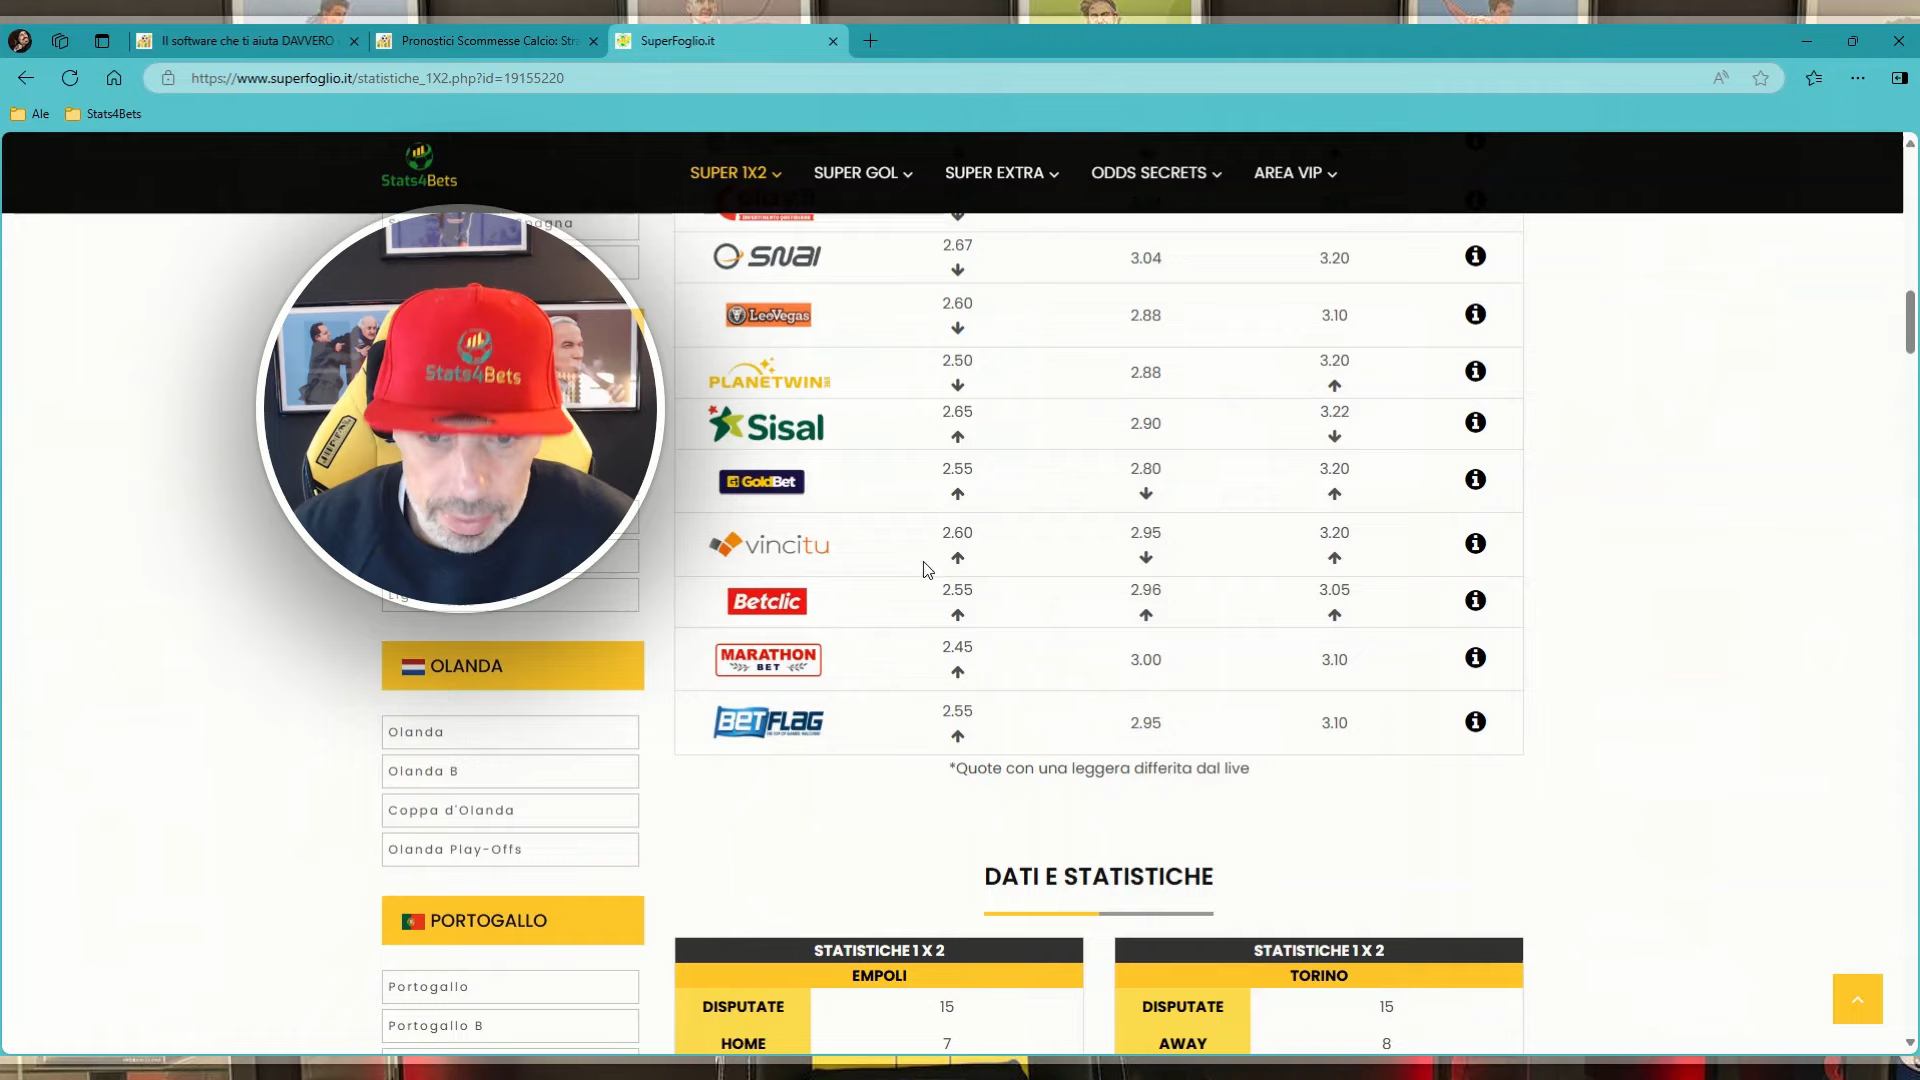 Il software che ti aiuta DAVVERO
Pronostici Scommesse Calcio: Str
SuperFoglio.it
https://www.superfoglio.it/statistiche_1X2.php?id=19155220
Ale
Stats4Bets
Stats4Bets
SUPER 1X2
SUPER GOL
SUPER EXTRA
ODDS SECRETS
AREA VIP
SNAI 2.67 3.04 3.20
LeoVegas 2.60 2.88 3.10
PLANETWIN 2.50 2.88 3.20
Sisal 2.65 2.90 3.22
GoldBet 2.55 2.80 3.20
vincitu 2.60 2.95 3.20
Betclic 2.55 2.96 3.05
MARATHON BET 2.45 3.00 3.10
BETFLAG 2.55 2.95 3.10
*Quote con una leggera differita dal live
Stats4Bets
OLANDA
Olanda
Olanda B
Coppa d'Olanda
Olanda Play-Offs
PORTOGALLO
Portogallo
Portogallo B
DATI E STATISTICHE
STATISTICHE 1 X 2
EMPOLI
DISPUTATE 15
HOME 7
STATISTICHE 1 X 2
TORINO
DISPUTATE 15
AWAY 8